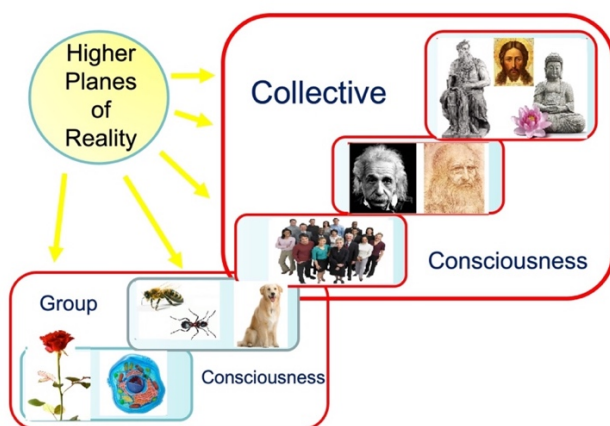 Higher
Planes
of
Reality
Collective
Consciousness
Group
Consciousness